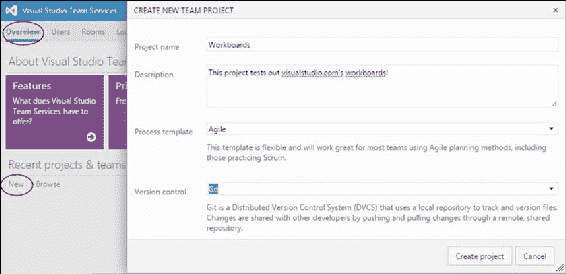 Visual Studio Team Services
Overview Users Rooms
About Visual Studio Tea
Features
What does Visual Studio
Team Services have to
offer?
Recent projects & teams
New Browse
CREATE NEW TEAM PROJECT
Project name Workboards
Description This project tests out visualstudio.com's workboards!
Process template Agile
This template is flexible and will work great for most teams using Agile planning methods, including
those practicing Scrum.
Version control Git
Git is a Distributed Version Control System (DVCS) that uses a local repository to track and version files.
Changes are shared with other developers by pushing and pulling changes through a remote, shared
repository.
Create project Cancel